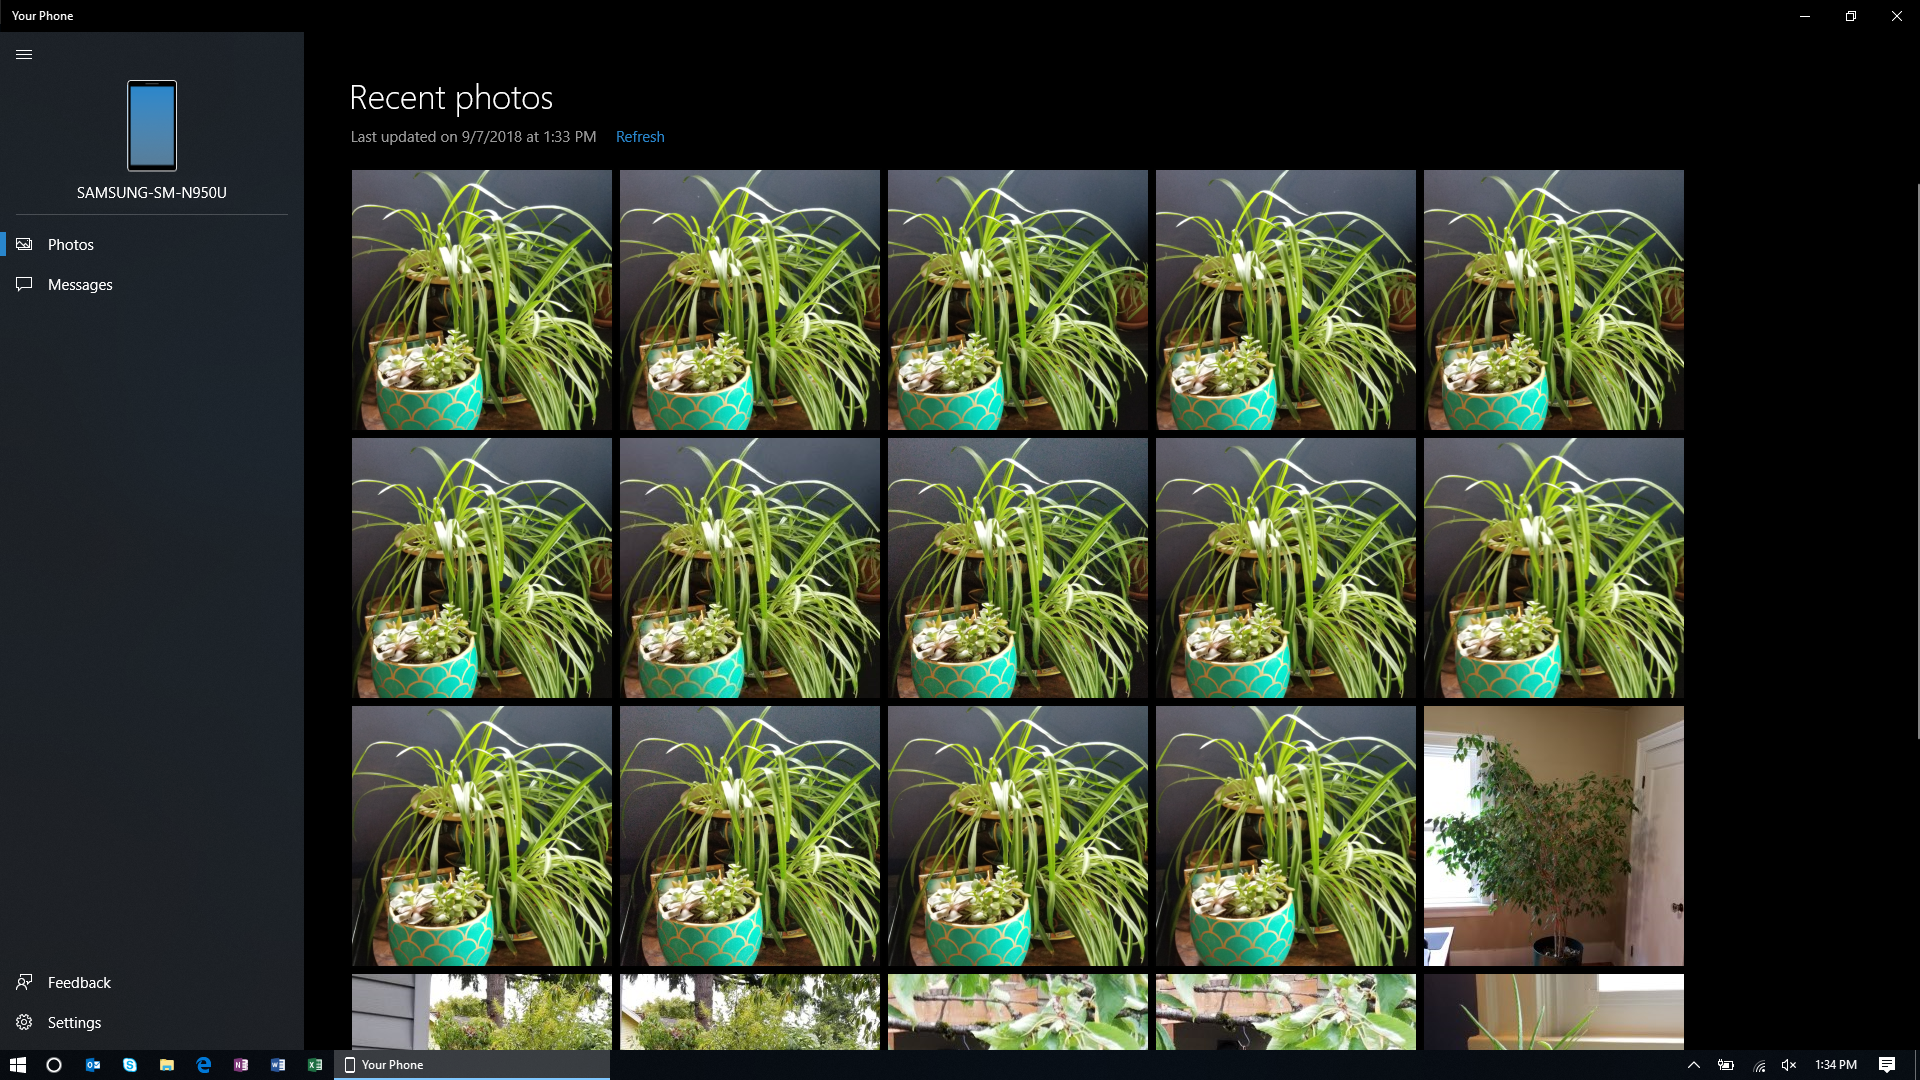 Your Phone
SAMSUNG-SM-N950U
Photos
Messages
Feedback
Settings
Recent photos
Last updated on 9/7/2018 at 1:33 PM Refresh
Your Phone
1:34 PM